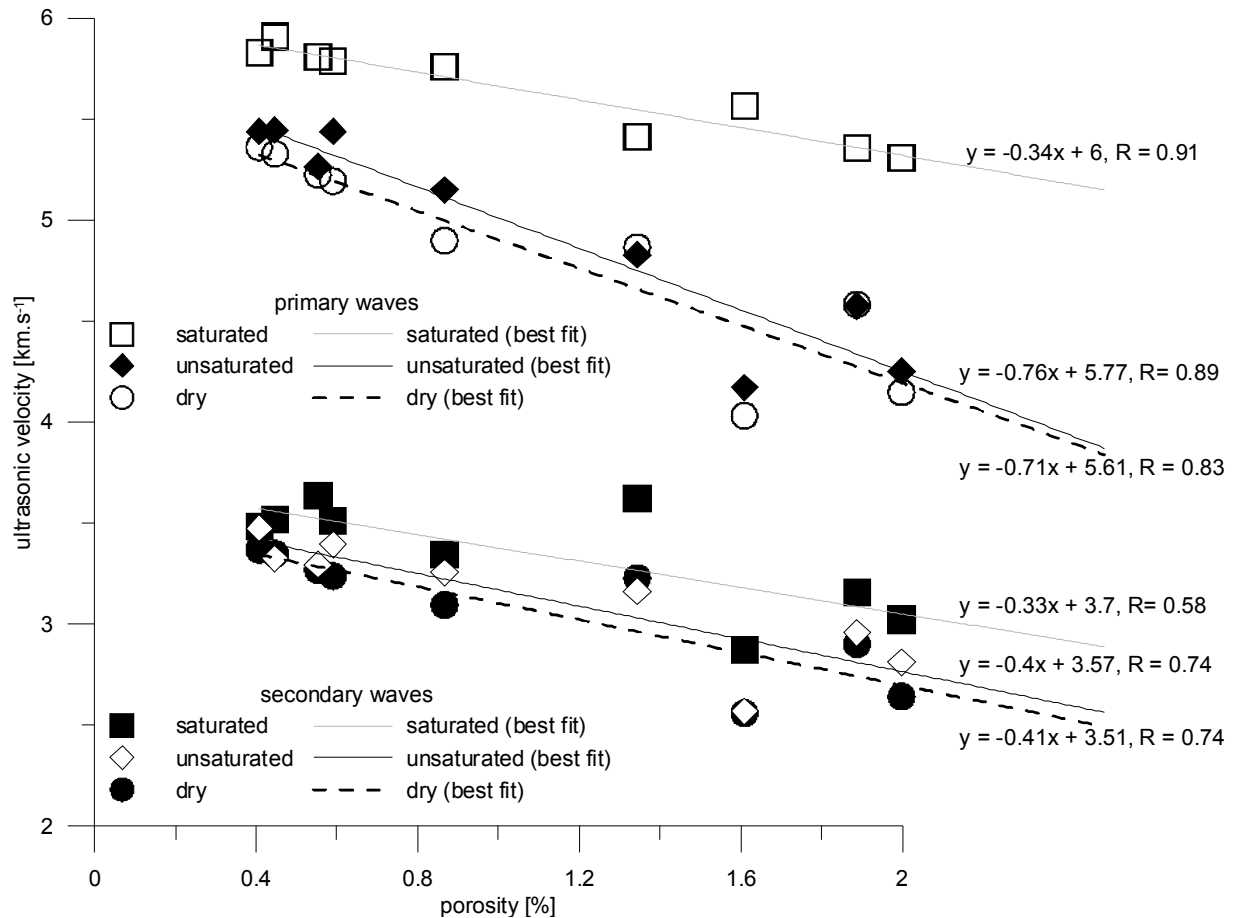 6
5
4
3
2
ultrasonic velocity [km.s-1]
y = -0.34x + 6, R = 0.91
primary waves
saturated saturated (best fit)
unsaturated unsaturated (best fit)
dry dry (best fit)
y = -0.76x + 5.77, R= 0.89
y = -0.71x + 5.61, R = 0.83
y = -0.33x + 3.7, R= 0.58
y = -0.4x + 3.57, R = 0.74
y = -0.41x + 3.51, R = 0.74
secondary waves
saturated saturated (best fit)
unsaturated unsaturated (best fit)
dry dry (best fit)
0 0.4 0.8 1.2 1.6 2
porosity [%]